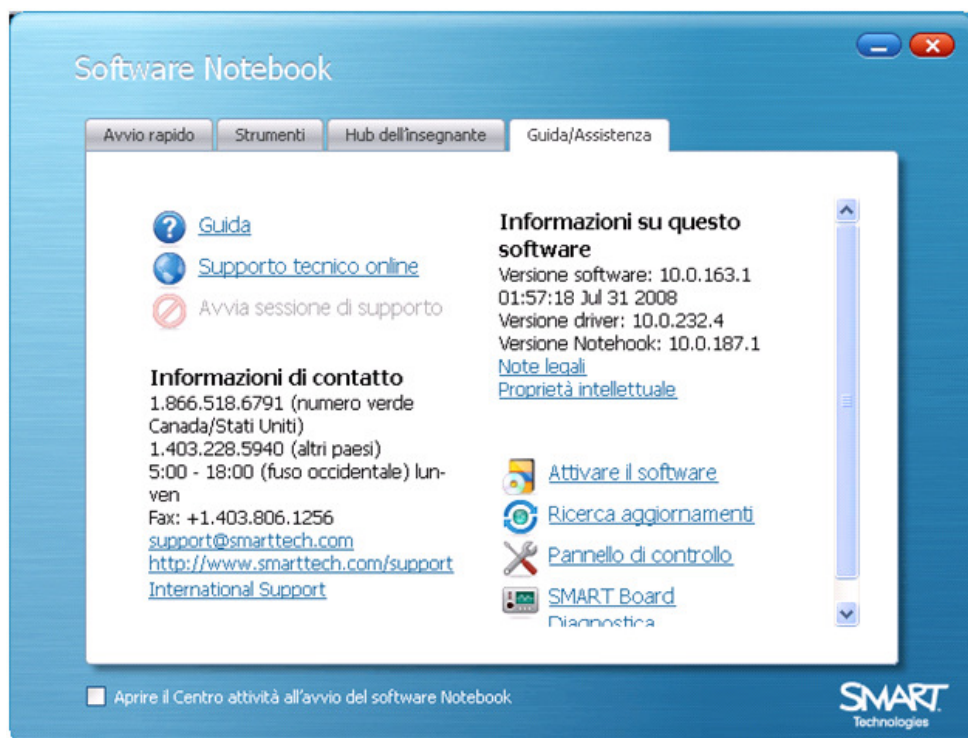 Software Notebook
Avvio rapido
Strumenti
Hub dell'insegnante
Guida/Assistenza
Guida
Supporto tecnico online
Avvia sessione di supporto
Informazioni di contatto
1.866.518.6791 (numero verde
Canada/Stati Uniti)
1.403.228.5940 (altri paesi)
5:00 - 18:00 (fuso occidentale) lun-
ven
Fax: +1.403.806.1256
support@smarttech.com
http://www.smarttech.com/support
International Support
Informazioni su questo
software
Versione software: 10.0.163.1
01:57:18 Jul 31 2008
Versione driver: 10.0.232.4
Versione Notehook: 10.0.187.1
Note legali
Proprietà intellettuale
Attivare il software
Ricerca aggiornamenti
Pannello di controllo
SMART Board
Diagnostica
Aprire il Centro attività all'avvio del software Notebook
SMART
Technologies